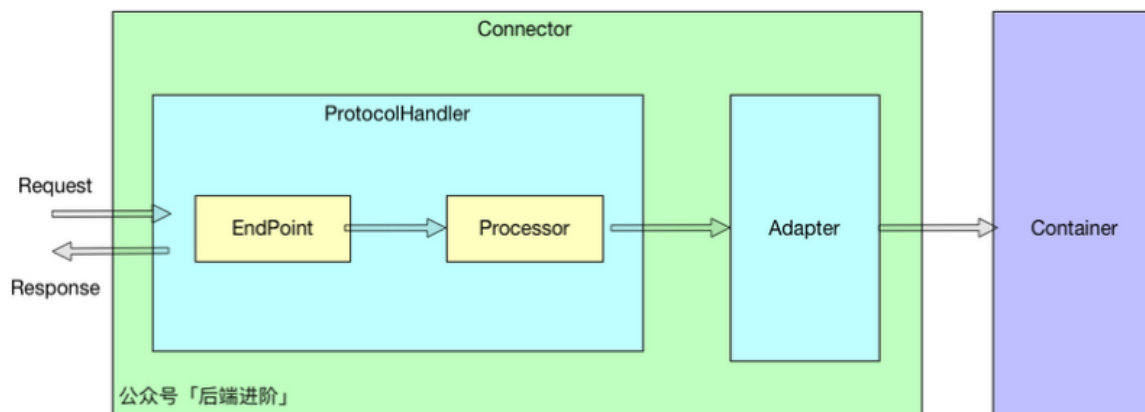 Connector
ProtocolHandler
Request
EndPoint
Processor
Adapter
Container
Response
公众号「后端进阶」